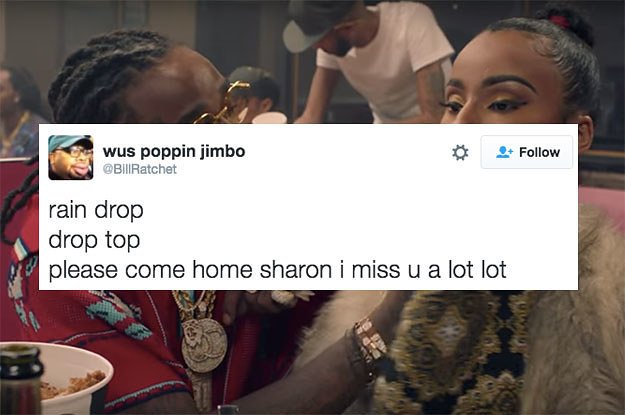 wus poppin jimbo
@BillRatchet
Follow
rain drop
drop top
please come home sharon i miss u a lot lot